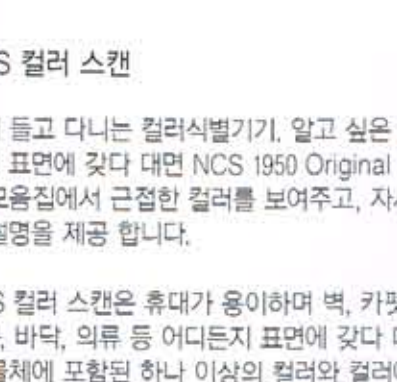 S 컬러 스캔
들고 다니는 컬러식별기기. 알고 싶은
표면에 갖다 대면 NCS 1950 Original
모음집에서 근접한 컬러를 보여주고, 자세
설명을 제공 합니다.
S 컬러 스캔은 휴대가 용이하며 벽, 카펫
바닥, 의류 등 어디든지 표면에 갖다 대
물체에 포함된 하나 이상의 컬러와 컬러에